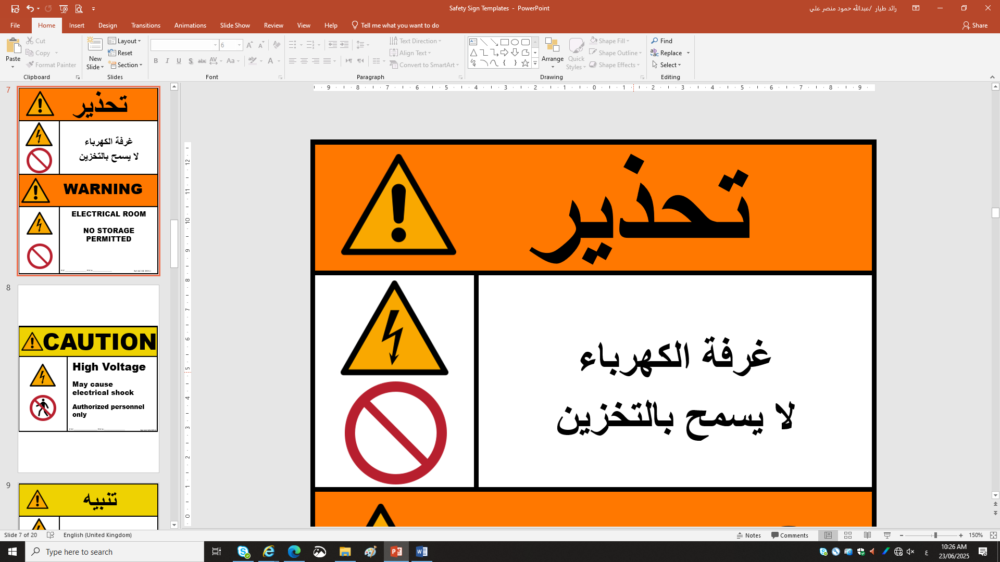 Safety Sign Templates - PowerPoint
رائد طيار /عبدالله حمود منصر علي
File Home Insert Design Transitions Animations Slide Show Review View Help Tell me what you want to do Share
Paste
Cut
Copy
Format Painter
Clipboard
New Slide
Layout
Reset
Section
Slides
6
B I U S abc AV Aa A
Font
Text Direction
Align Text
Convert to SmartArt
Paragraph
Arrange
Quick Styles
Shape Fill
Shape Outline
Shape Effects
Drawing
Find
Replace
Select
Editing
9 8 7 6 5 4 3 2 1 0 1 2 3 4 5 6 7 8 9
12 11 10 9 8 7 6 5 4 3 2 1 0
7
تحذير
غرفة الكهرباء
لا يسمح بالتخزين
WARNING
ELECTRICAL ROOM
NO STORAGE
PERMITTED
8
CAUTION
High Voltage
May cause
electrical shock
Authorized personnel
only
9
تنبيه
تحذير
غرفة الكهرباء
لا يسمح بالتخزين
Slide 7 of 20 English (United Kingdom) Notes Comments 150%
Type here to search
ع
10:26 AM
23/06/2025